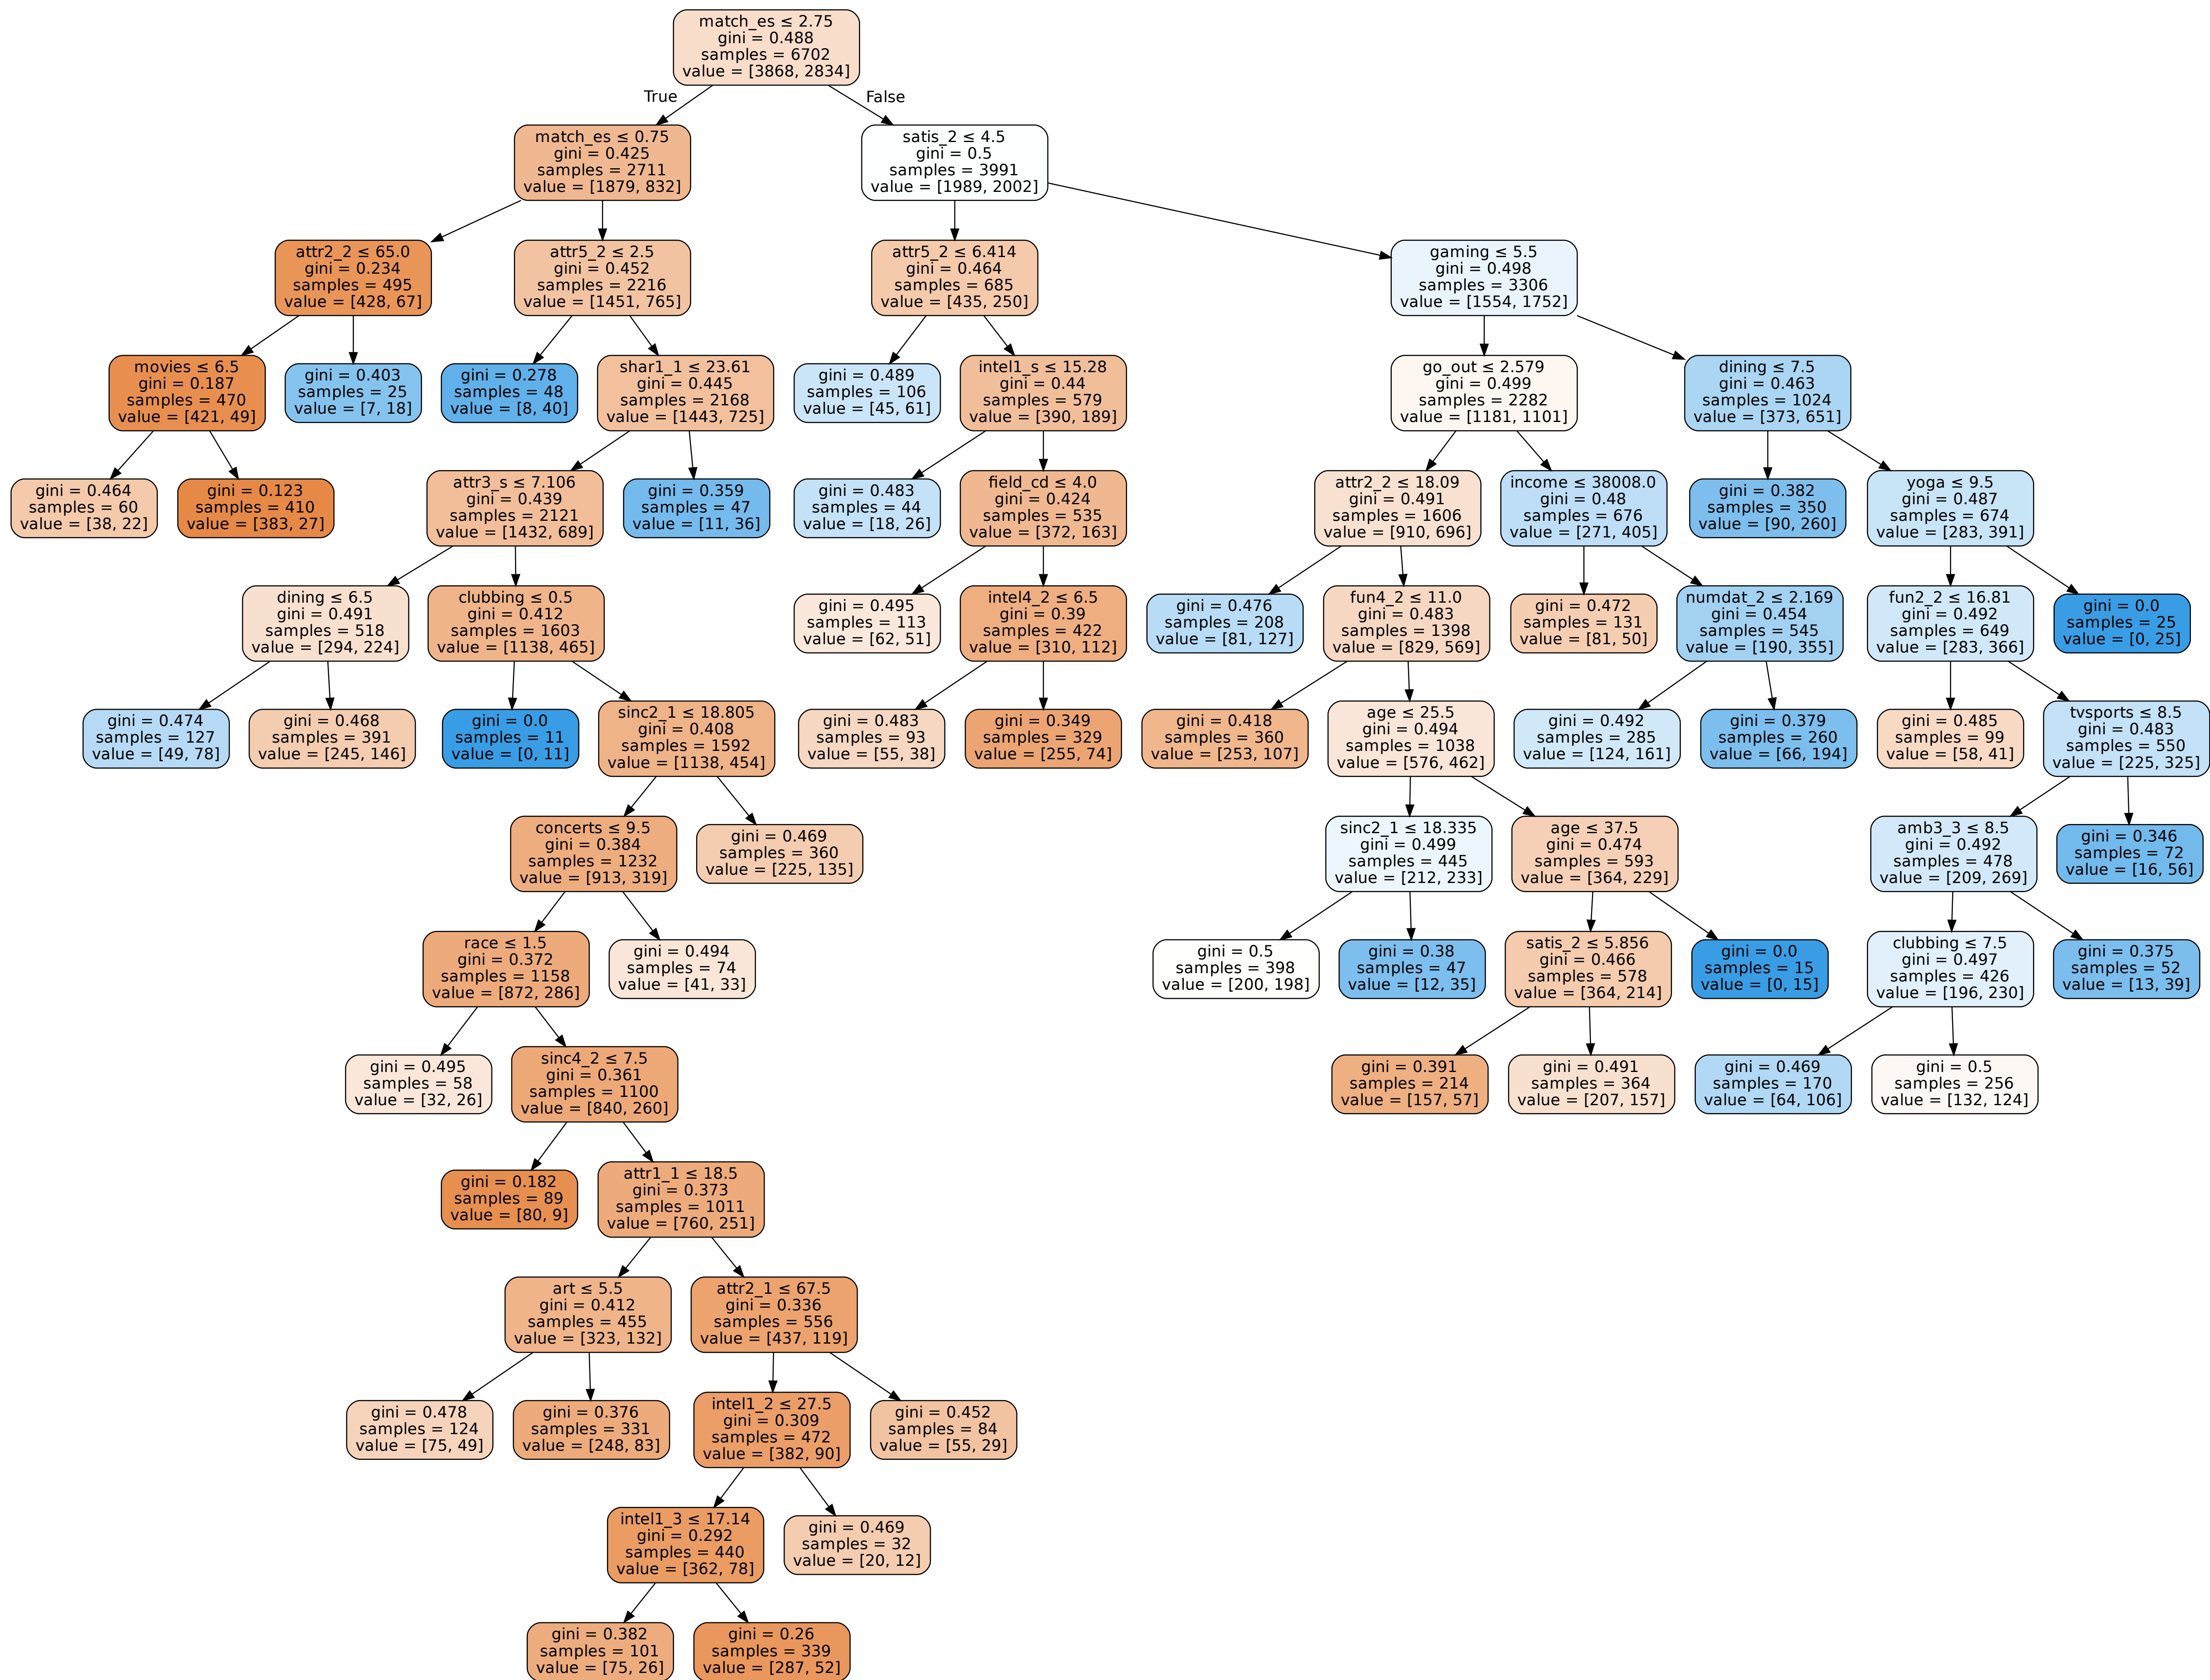 match_es ≤ 2.75
gini = 0.488
samples = 6702
value = [3868, 2834]
True
False
match_es ≤ 0.75
gini = 0.425
samples = 2711
value = [1879, 832]
satis_2 ≤ 4.5
gini = 0.5
samples = 3991
value = [1989, 2002]
attr2_2 ≤ 65.0
gini = 0.234
samples = 495
value = [428, 67]
attr5_2 ≤ 2.5
gini = 0.452
samples = 2216
value = [1451, 765]
attr5_2 ≤ 6.414
gini = 0.464
samples = 685
value = [435, 250]
gaming ≤ 5.5
gini = 0.498
samples = 3306
value = [1554, 1752]
movies ≤ 6.5
gini = 0.187
samples = 470
value = [421, 49]
gini = 0.403
samples = 25
value = [7, 18]
gini = 0.278
samples = 48
value = [8, 40]
shar1_1 ≤ 23.61
gini = 0.445
samples = 2168
value = [1443, 725]
gini = 0.489
samples = 106
value = [45, 61]
intel1_s ≤ 15.28
gini = 0.44
samples = 579
value = [390, 189]
go_out ≤ 2.579
gini = 0.499
samples = 2282
value = [1181, 1101]
dining ≤ 7.5
gini = 0.463
samples = 1024
value = [373, 651]
gini = 0.464
samples = 60
value = [38, 22]
gini = 0.123
samples = 410
value = [383, 27]
attr3_s ≤ 7.106
gini = 0.439
samples = 2121
value = [1432, 689]
gini = 0.359
samples = 47
value = [11, 36]
gini = 0.483
samples = 44
value = [18, 26]
field_cd ≤ 4.0
gini = 0.424
samples = 535
value = [372, 163]
attr2_2 ≤ 18.09
gini = 0.491
samples = 1606
value = [910, 696]
income ≤ 38008.0
gini = 0.48
samples = 676
value = [271, 405]
gini = 0.382
samples = 350
value = [90, 260]
yoga ≤ 9.5
gini = 0.487
samples = 674
value = [283, 391]
dining ≤ 6.5
gini = 0.491
samples = 518
value = [294, 224]
clubbing ≤ 0.5
gini = 0.412
samples = 1603
value = [1138, 465]
gini = 0.495
samples = 113
value = [62, 51]
intel4_2 ≤ 6.5
gini = 0.39
samples = 422
value = [310, 112]
gini = 0.476
samples = 208
value = [81, 127]
fun4_2 ≤ 11.0
gini = 0.483
samples = 1398
value = [829, 569]
gini = 0.472
samples = 131
value = [81, 50]
numdat_2 ≤ 2.169
gini = 0.454
samples = 545
value = [190, 355]
fun2_2 ≤ 16.81
gini = 0.492
samples = 649
value = [283, 366]
gini = 0.0
samples = 25
value = [0, 25]
gini = 0.474
samples = 127
value = [49, 78]
gini = 0.468
samples = 391
value = [245, 146]
gini = 0.0
samples = 11
value = [0, 11]
sinc2_1 ≤ 18.805
gini = 0.408
samples = 1592
value = [1138, 454]
gini = 0.483
samples = 93
value = [55, 38]
gini = 0.349
samples = 329
value = [255, 74]
gini = 0.418
samples = 360
value = [253, 107]
age ≤ 25.5
gini = 0.494
samples = 1038
value = [576, 462]
gini = 0.492
samples = 285
value = [124, 161]
gini = 0.379
samples = 260
value = [66, 194]
gini = 0.485
samples = 99
value = [58, 41]
tvsports ≤ 8.5
gini = 0.483
samples = 550
value = [225, 325]
concerts ≤ 9.5
gini = 0.384
samples = 1232
value = [913, 319]
gini = 0.469
samples = 360
value = [225, 135]
sinc2_1 ≤ 18.335
gini = 0.499
samples = 445
value = [212, 233]
age ≤ 37.5
gini = 0.474
samples = 593
value = [364, 229]
amb3_3 ≤ 8.5
gini = 0.492
samples = 478
value = [209, 269]
gini = 0.346
samples = 72
value = [16, 56]
race ≤ 1.5
gini = 0.372
samples = 1158
value = [872, 286]
gini = 0.494
samples = 74
value = [41, 33]
gini = 0.5
samples = 398
value = [200, 198]
gini = 0.38
samples = 47
value = [12, 35]
satis_2 ≤ 5.856
gini = 0.466
samples = 578
value = [364, 214]
gini = 0.0
samples = 15
value = [0, 15]
clubbing ≤ 7.5
gini = 0.497
samples = 426
value = [196, 230]
gini = 0.375
samples = 52
value = [13, 39]
gini = 0.495
samples = 58
value = [32, 26]
sinc4_2 ≤ 7.5
gini = 0.361
samples = 1100
value = [840, 260]
gini = 0.391
samples = 214
value = [157, 57]
gini = 0.491
samples = 364
value = [207, 157]
gini = 0.469
samples = 170
value = [64, 106]
gini = 0.5
samples = 256
value = [132, 124]
gini = 0.182
samples = 89
value = [80, 9]
attr1_1 ≤ 18.5
gini = 0.373
samples = 1011
value = [760, 251]
art ≤ 5.5
gini = 0.412
samples = 455
value = [323, 132]
attr2_1 ≤ 67.5
gini = 0.336
samples = 556
value = [437, 119]
gini = 0.478
samples = 124
value = [75, 49]
gini = 0.376
samples = 331
value = [248, 83]
intel1_2 ≤ 27.5
gini = 0.309
samples = 472
value = [382, 90]
gini = 0.452
samples = 84
value = [55, 29]
intel1_3 ≤ 17.14
gini = 0.292
samples = 440
value = [362, 78]
gini = 0.469
samples = 32
value = [20, 12]
gini = 0.382
samples = 101
value = [75, 26]
gini = 0.26
samples = 339
value = [287, 52]